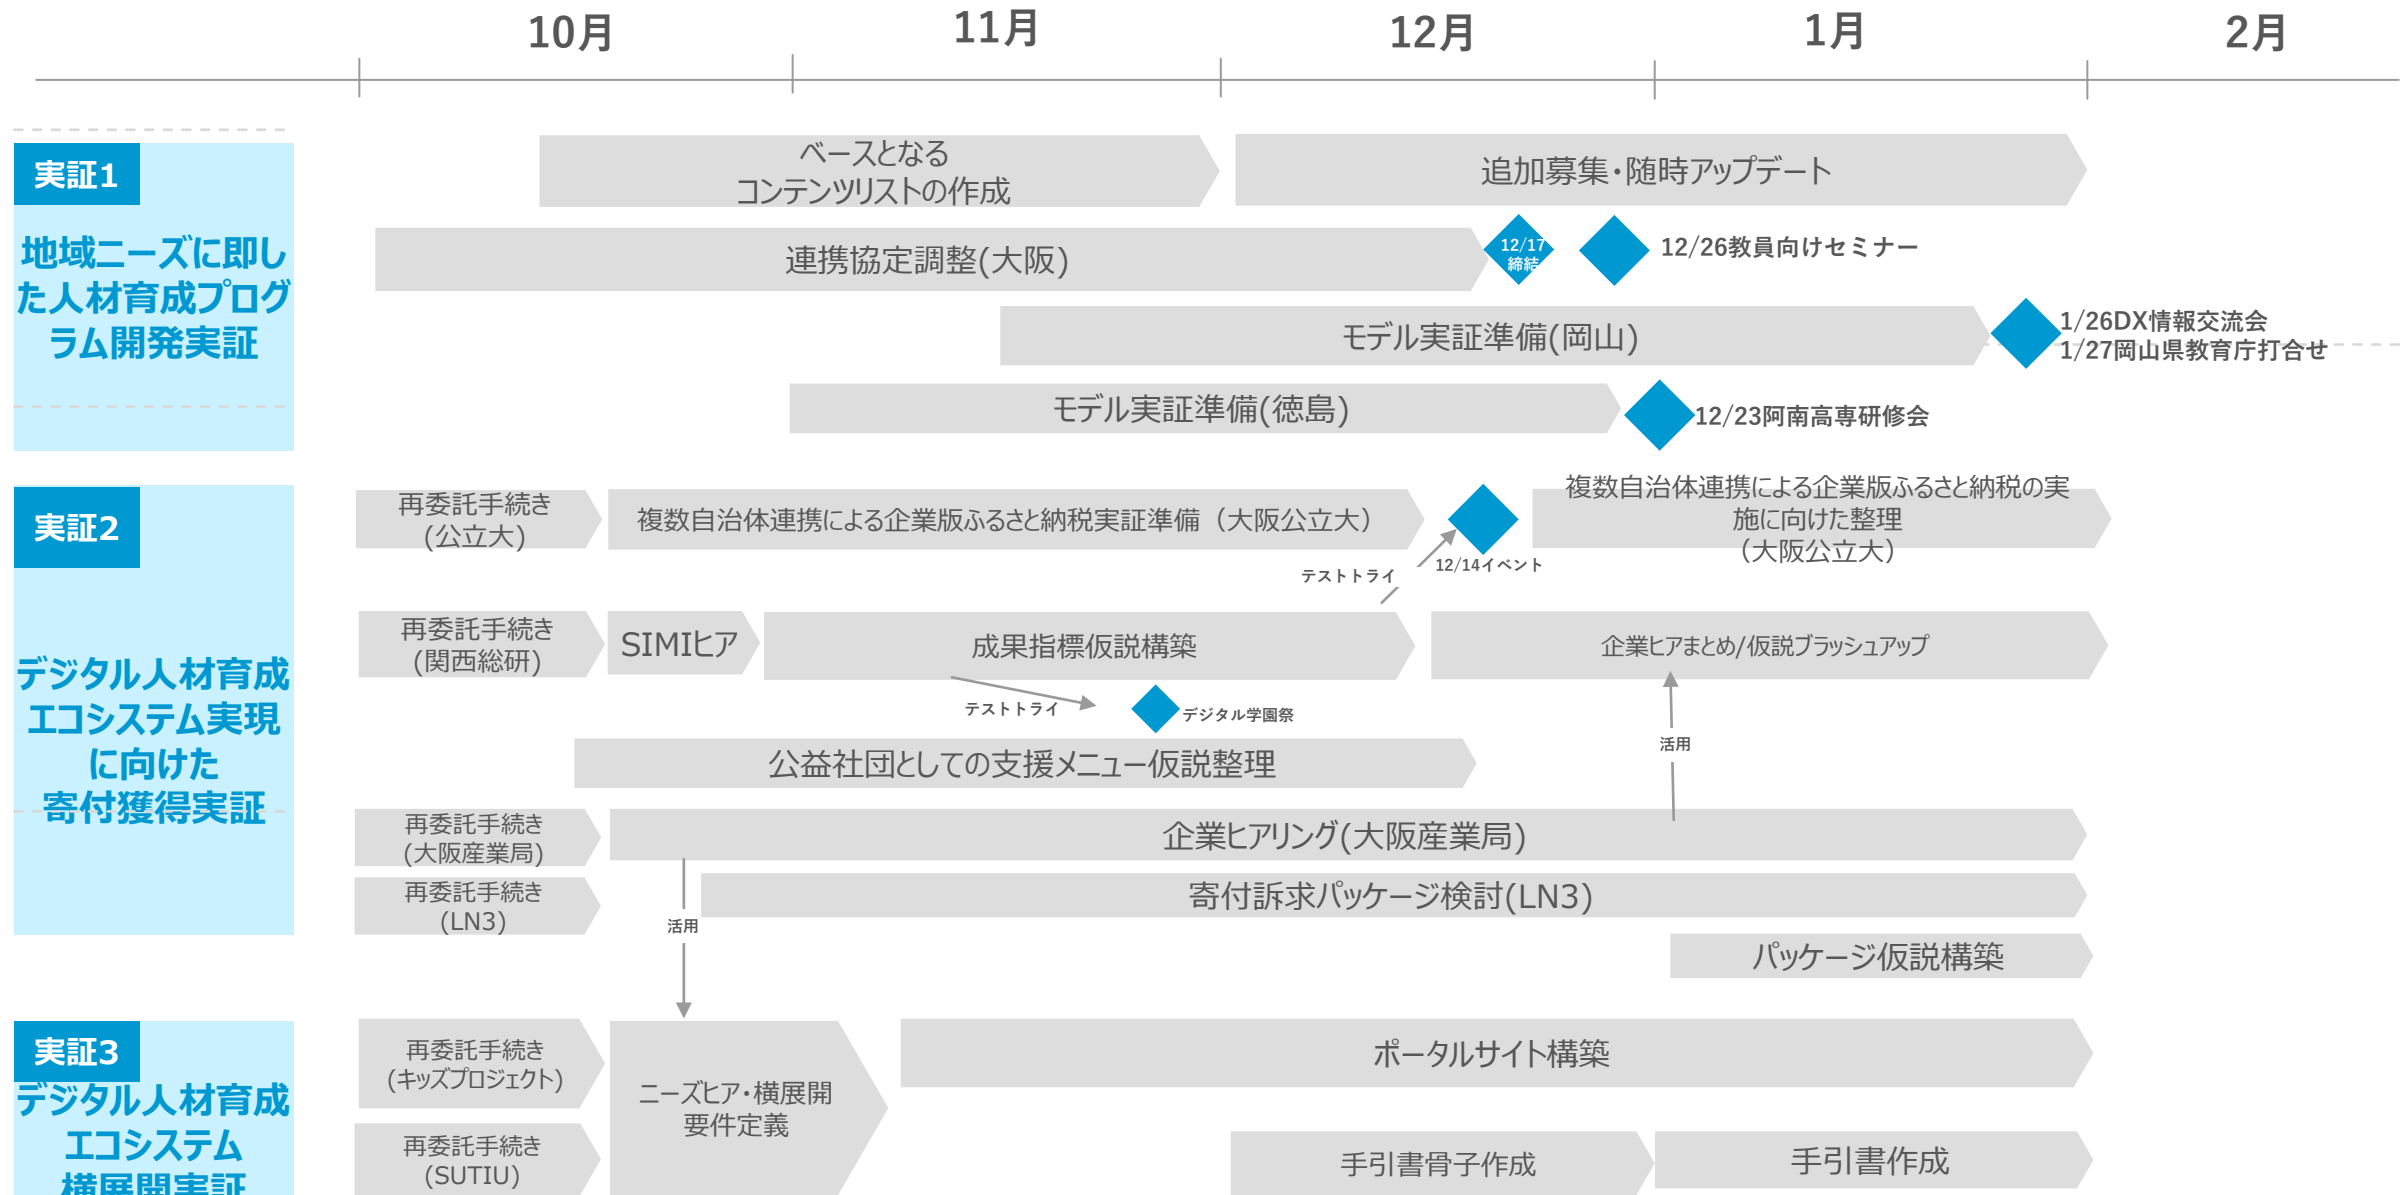 10月
11月
12月
1月
2月
実証1
地域ニーズに即し
た人材育成プログ
ラム開発実証
ベースとなる
コンテンツリストの作成
追加募集・随時アップデート
連携協定調整(大阪)
12/17
締結
12/26教員向けセミナー
モデル実証準備(岡山)
1/26DX情報交流会
1/27岡山県教育庁打合せ
モデル実証準備(徳島)
12/23阿南高専研修会
実証2
デジタル人材育成
エコシステム実現
に向けた
寄付獲得実証
再委託手続き
(公立大)
複数自治体連携による企業版ふるさと納税実証準備（大阪公立大）
テストトライ
12/14イベント
複数自治体連携による企業版ふるさと納税の実
施に向けた整理
（大阪公立大）
再委託手続き
(関西総研)
SIMIヒア
成果指標仮説構築
企業ヒアまとめ/仮説ブラッシュアップ
テストトライ
デジタル学園祭
活用
公益社団としての支援メニュー仮説整理
再委託手続き
(大阪産業局)
企業ヒアリング(大阪産業局)
再委託手続き
(LN3)
活用
寄付訴求パッケージ検討(LN3)
パッケージ仮説構築
実証3
デジタル人材育成
エコシステム
横展開実証
再委託手続き
(キッズプロジェクト)
再委託手続き
(SUTIU)
ニーズヒア・横展開
要件定義
ポータルサイト構築
手引書骨子作成
手引書作成